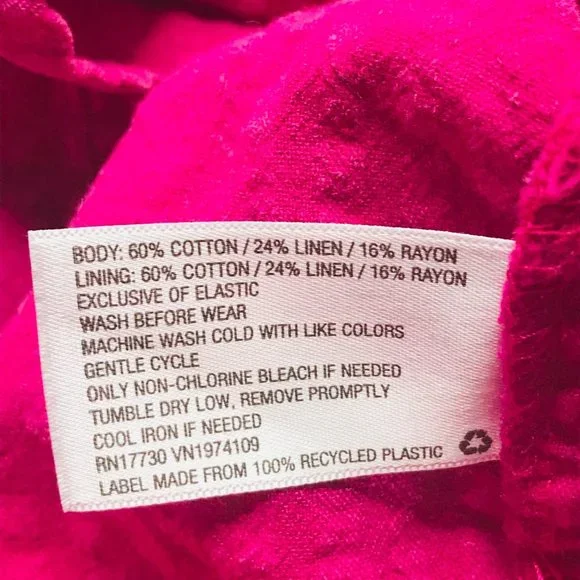 BODY: 60% COTTON / 24% LINEN / 16% RAYON
LINING: 60% COTTON / 24% LINEN / 16% RAYON
EXCLUSIVE OF ELASTIC
WASH BEFORE WEAR
MACHINE WASH COLD WITH LIKE COLORS
GENTLE CYCLE
ONLY NON-CHLORINE BLEACH IF NEEDED
TUMBLE DRY LOW, REMOVE PROMPTLY
COOL IRON IF NEEDED
RN17730 VN1974109
LABEL MADE FROM 100% RECYCLED PLASTIC